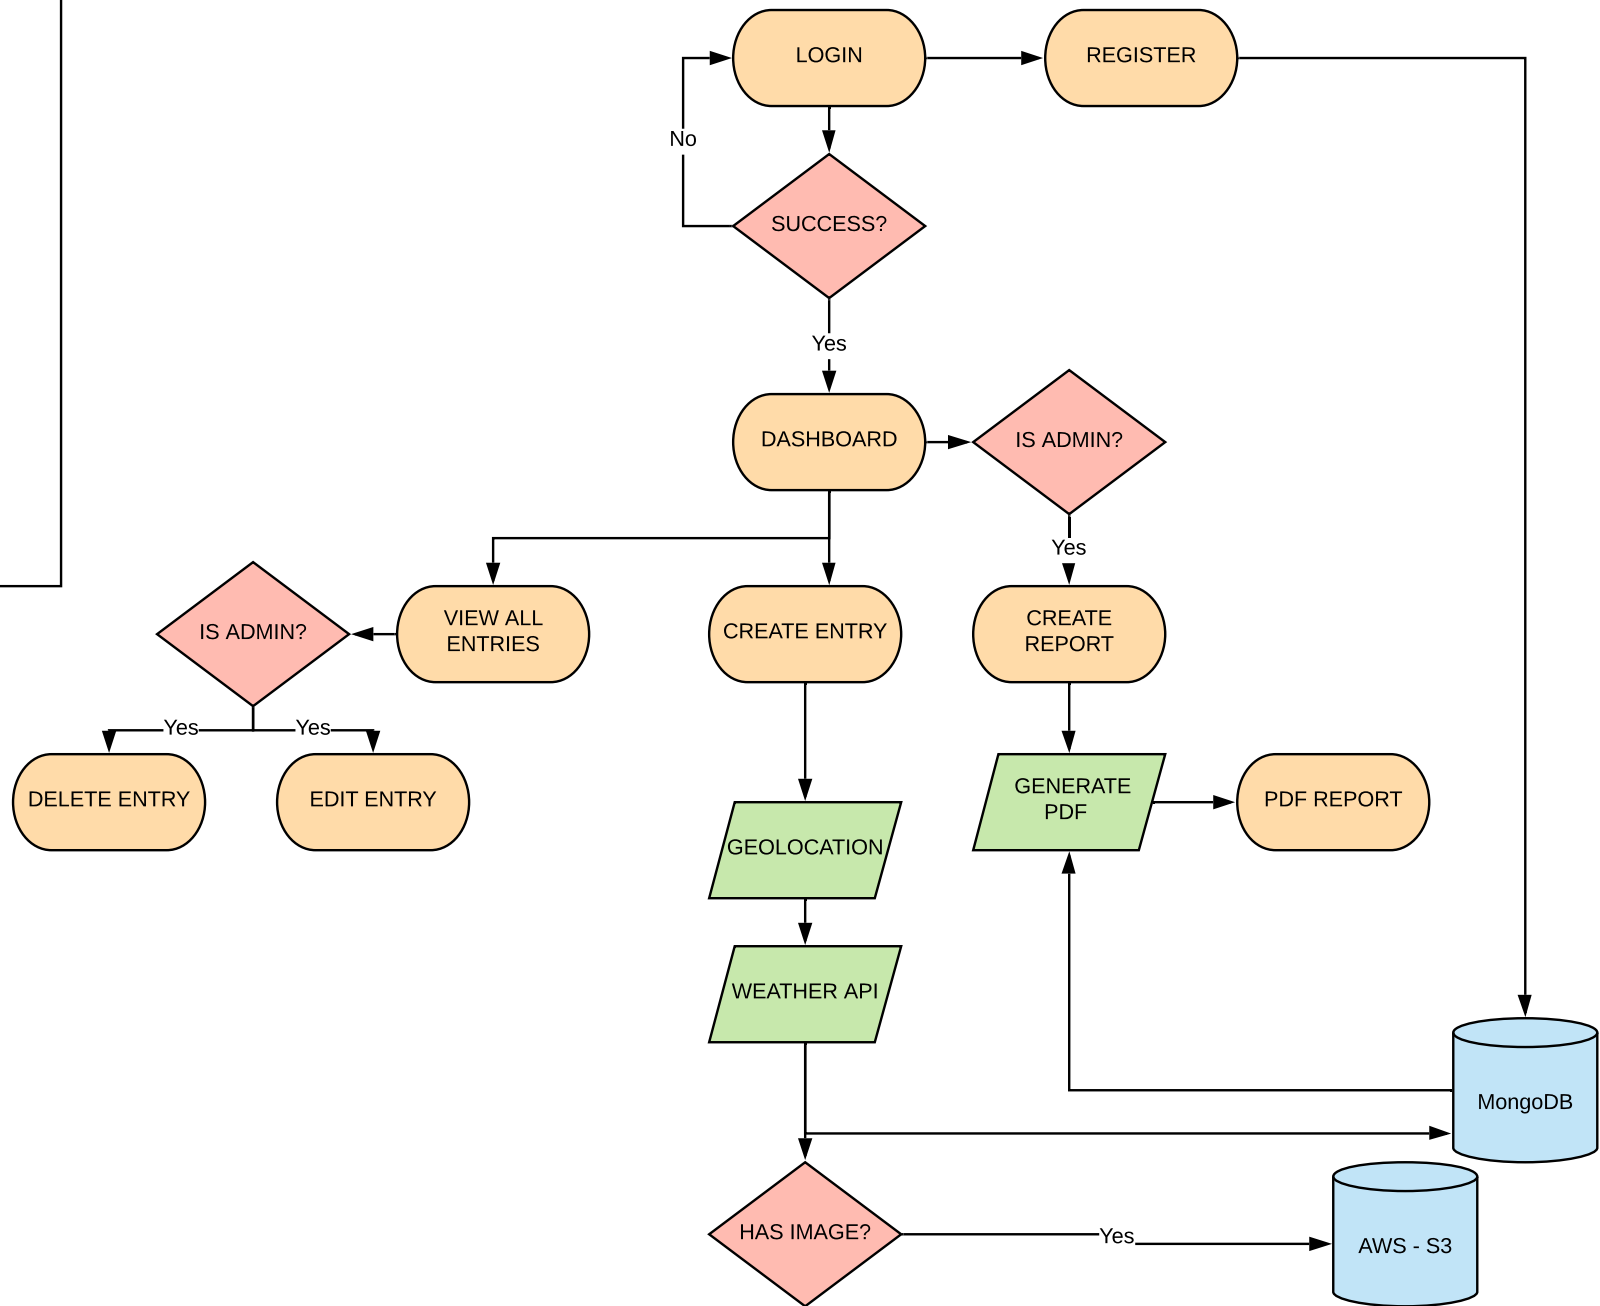 LOGIN
REGISTER
No
SUCCESS?
Yes
DASHBOARD
IS ADMIN?
Yes
VIEW ALL
ENTRIES
IS ADMIN?
CREATE ENTRY
CREATE
REPORT
Yes
Yes
DELETE ENTRY
EDIT ENTRY
GENERATE
PDF
PDF REPORT
GEOLOCATION
WEATHER API
MongoDB
HAS IMAGE?
Yes
AWS - S3